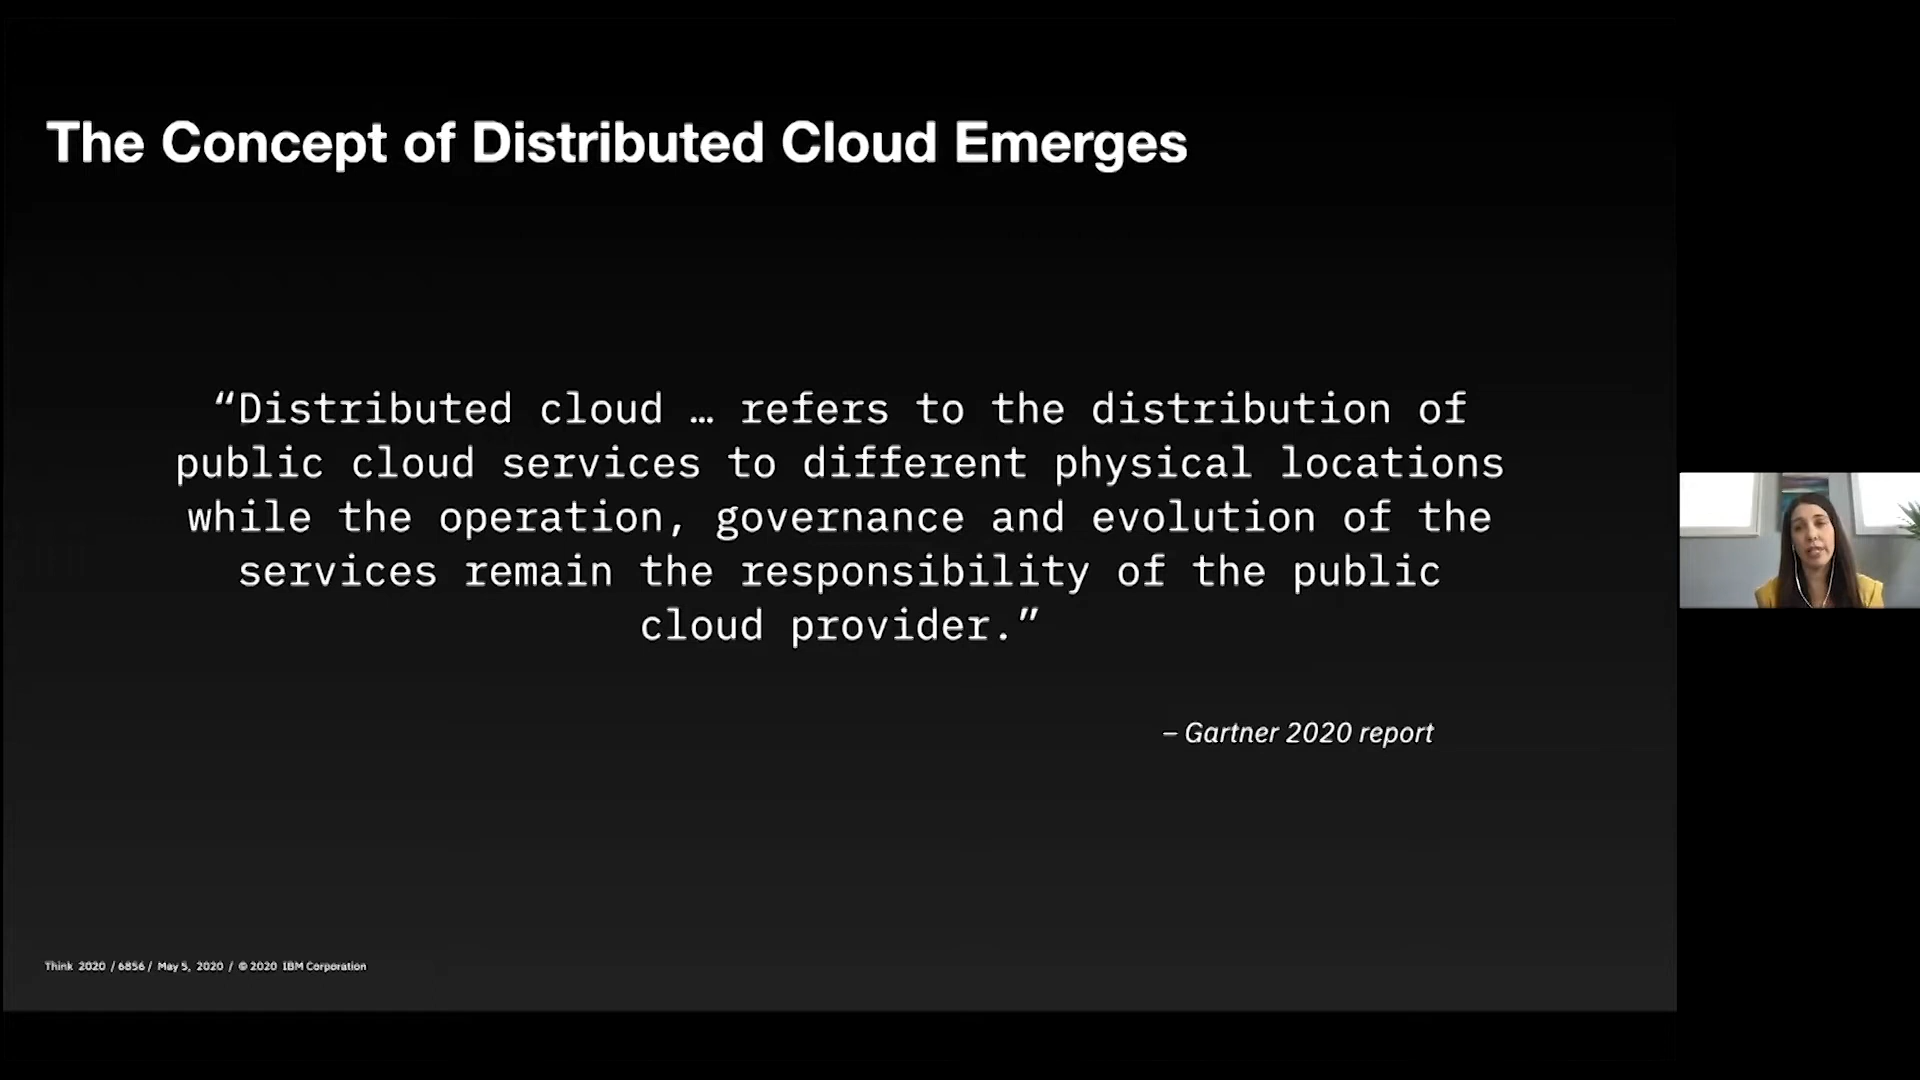 The Concept of Distributed Cloud Emerges
“Distributed cloud … refers to the distribution of
public cloud services to different physical locations
while the operation, governance and evolution of the
services remain the responsibility of the public
cloud provider.”
– Gartner 2020 report
Think 2020 / 6856 / May 5, 2020 / © 2020 IBM Corporation